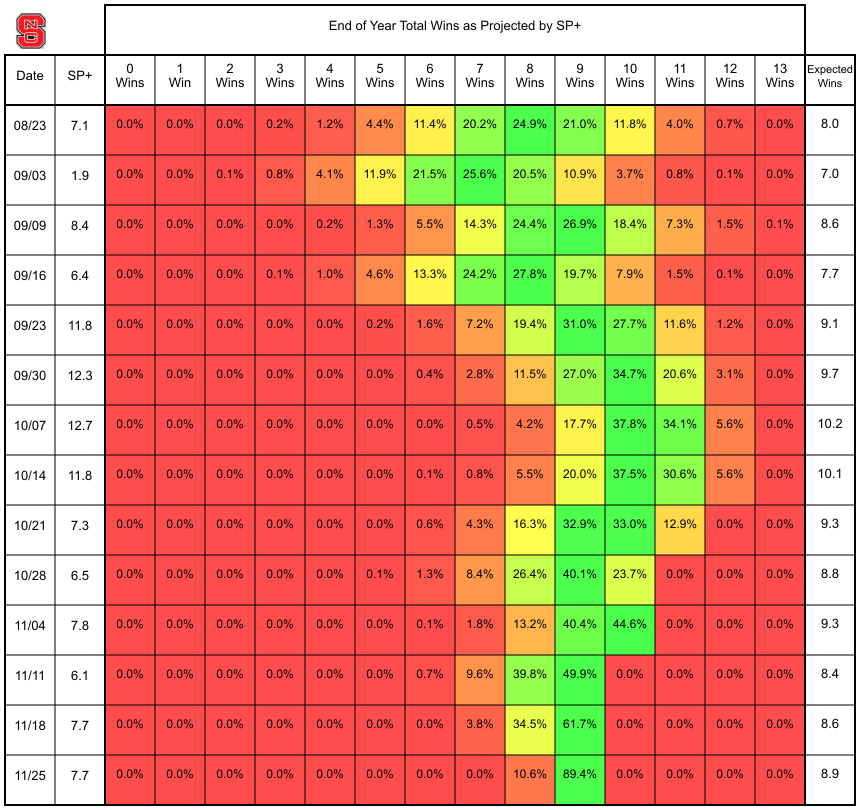 NC S
End of Year Total Wins as Projected by SP+
Date SP+ 0 Wins 1 Win 2 Wins 3 Wins 4 Wins 5 Wins 6 Wins 7 Wins 8 Wins 9 Wins 10 Wins 11 Wins 12 Wins 13 Wins Expected Wins
08/23 7.1 0.0% 0.0% 0.0% 0.2% 1.2% 4.4% 11.4% 20.2% 24.9% 21.0% 11.8% 4.0% 0.7% 0.0% 8.0
09/03 1.9 0.0% 0.0% 0.1% 0.8% 4.1% 11.9% 21.5% 25.6% 20.5% 10.9% 3.7% 0.8% 0.1% 0.0% 7.0
09/09 8.4 0.0% 0.0% 0.0% 0.0% 0.2% 1.3% 5.5% 14.3% 24.4% 26.9% 18.4% 7.3% 1.5% 0.1% 8.6
09/16 6.4 0.0% 0.0% 0.0% 0.1% 1.0% 4.6% 13.3% 24.2% 27.8% 19.7% 7.9% 1.5% 0.1% 0.0% 7.7
09/23 11.8 0.0% 0.0% 0.0% 0.0% 0.0% 0.2% 1.6% 7.2% 19.4% 31.0% 27.7% 11.6% 1.2% 0.0% 9.1
09/30 12.3 0.0% 0.0% 0.0% 0.0% 0.0% 0.0% 0.4% 2.8% 11.5% 27.0% 34.7% 20.6% 3.1% 0.0% 9.7
10/07 12.7 0.0% 0.0% 0.0% 0.0% 0.0% 0.0% 0.0% 0.5% 4.2% 17.7% 37.8% 34.1% 5.6% 0.0% 10.2
10/14 11.8 0.0% 0.0% 0.0% 0.0% 0.0% 0.0% 0.1% 0.8% 5.5% 20.0% 37.5% 30.6% 5.6% 0.0% 10.1
10/21 7.3 0.0% 0.0% 0.0% 0.0% 0.0% 0.0% 0.6% 4.3% 16.3% 32.9% 33.0% 12.9% 0.0% 0.0% 9.3
10/28 6.5 0.0% 0.0% 0.0% 0.0% 0.0% 0.1% 1.3% 8.4% 26.4% 40.1% 23.7% 0.0% 0.0% 0.0% 8.8
11/04 7.8 0.0% 0.0% 0.0% 0.0% 0.0% 0.0% 0.1% 1.8% 13.2% 40.4% 44.6% 0.0% 0.0% 0.0% 9.3
11/11 6.1 0.0% 0.0% 0.0% 0.0% 0.0% 0.0% 0.7% 9.6% 39.8% 49.9% 0.0% 0.0% 0.0% 0.0% 8.4
11/18 7.7 0.0% 0.0% 0.0% 0.0% 0.0% 0.0% 0.0% 3.8% 34.5% 61.7% 0.0% 0.0% 0.0% 0.0% 8.6
11/25 7.7 0.0% 0.0% 0.0% 0.0% 0.0% 0.0% 0.0% 0.0% 10.6% 89.4% 0.0% 0.0% 0.0% 0.0% 8.9